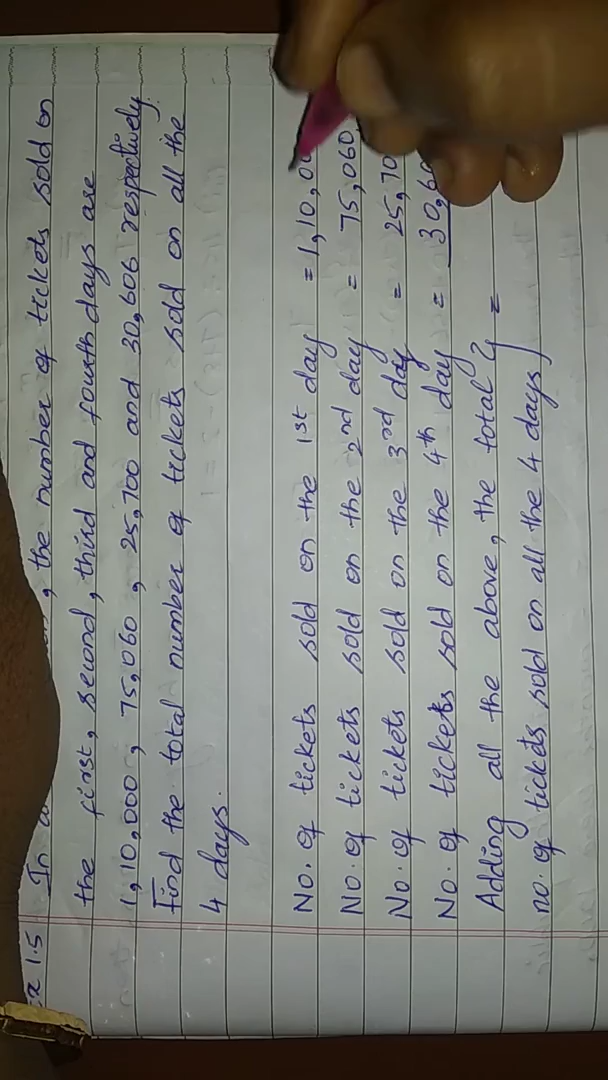 1.5 In , the number of tickets sold on
the first, second, third and fourth days are
1,10,000, 75,060, 25,700 and 30,606 respectively.
Find the total number of tickets sold on all the
4 days.
No. of tickets sold on the 1st day = 1,10,00
No. of tickets sold on the 2nd day = 75,060
No. of tickets sold on the 3rd day = 25,70
No. of tickets sold on the 4th day = 30,60
Adding all the above, the total } =
no. of tickets sold on all the 4 days